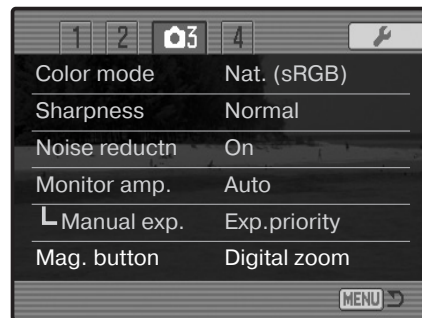 1 2 3 4
Color mode Nat. (sRGB)
Sharpness Normal
Noise reductn On
Monitor amp. Auto
Manual exp. Exp.priority
Mag. button Digital zoom
MENU